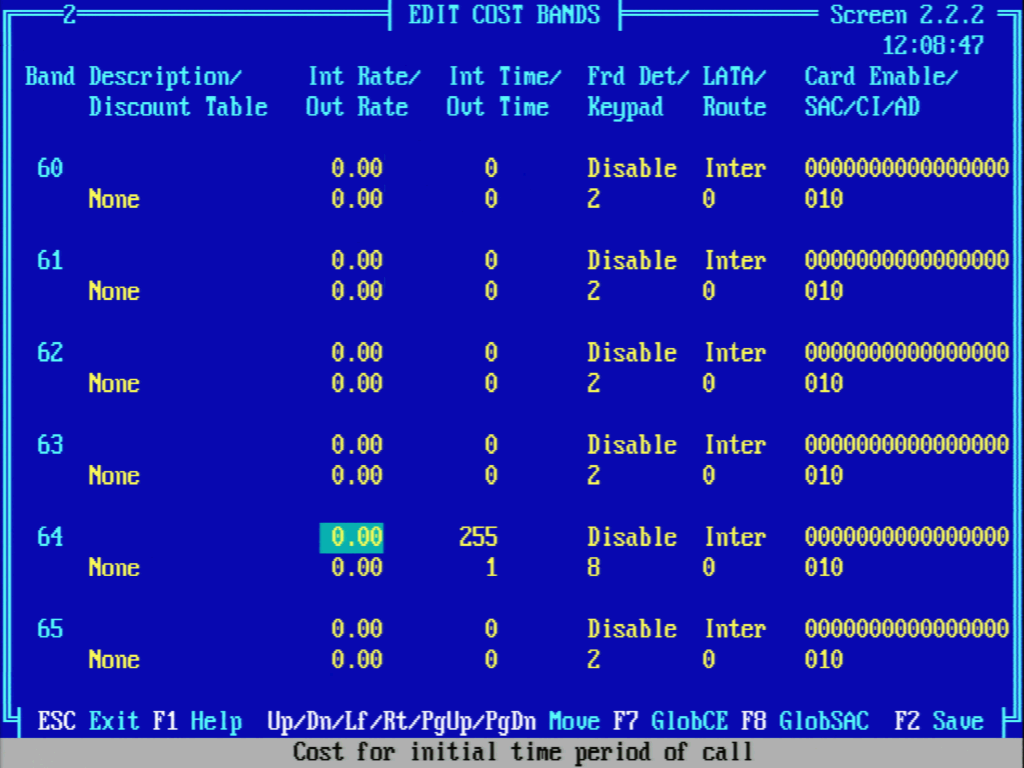 2 EDIT COST BANDS Screen 2.2.2
12:08:47
Band Description/ Int Rate/ Int Time/ Frd Det/ LATA/ Card Enable/
Discount Table Ovt Rate Ovt Time Keypad Route SAC/CI/AD
60 0.00 0 Disable Inter 0000000000000000
None 0.00 0 2 0 010
61 0.00 0 Disable Inter 0000000000000000
None 0.00 0 2 0 010
62 0.00 0 Disable Inter 0000000000000000
None 0.00 0 2 0 010
63 0.00 0 Disable Inter 0000000000000000
None 0.00 0 2 0 010
64 0.00 255 Disable Inter 0000000000000000
None 0.00 1 8 0 010
65 0.00 0 Disable Inter 0000000000000000
None 0.00 0 2 0 010
ESC Exit F1 Help Up/Dn/Lf/Rt/PgUp/PgDn Move F7 GlobCE F8 GlobSAC F2 Save
Cost for initial time period of call